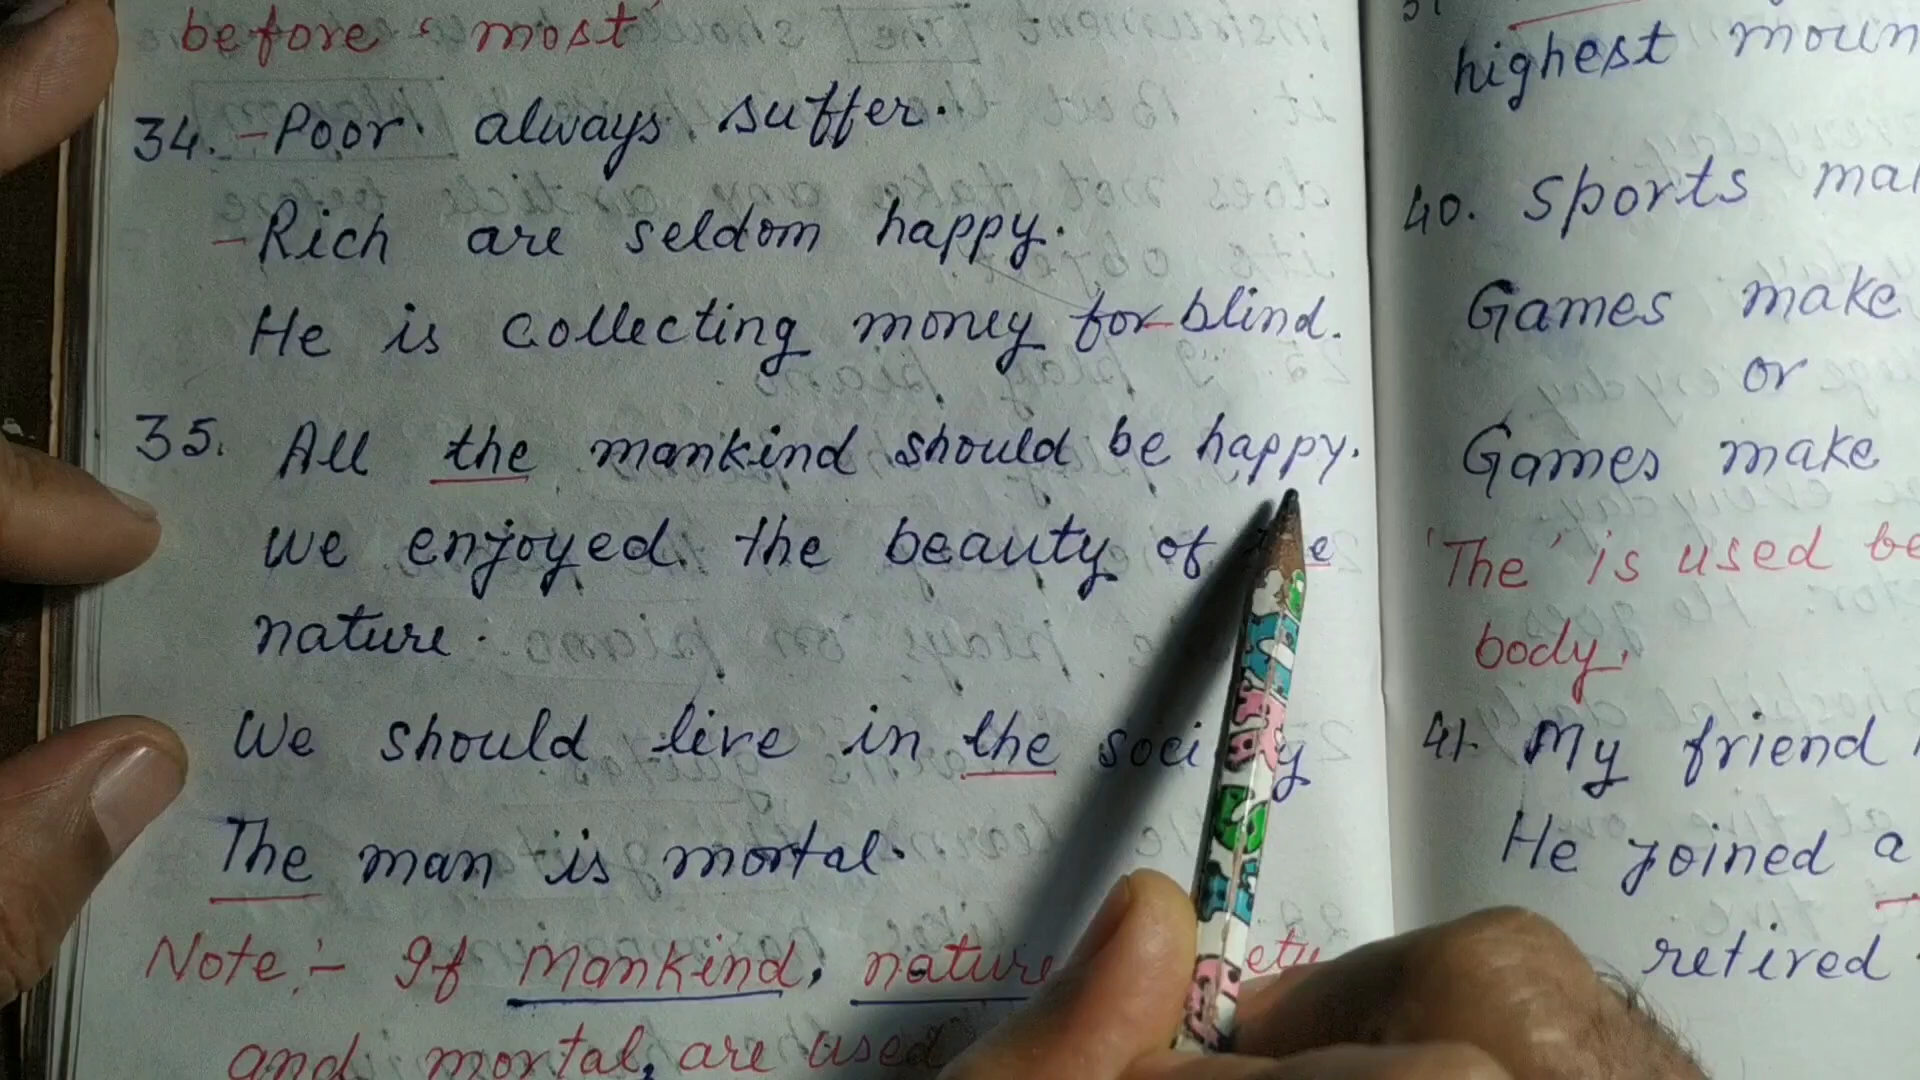 before 'most'
34. - Poor always suffer.
- Rich are seldom happy.
He is collecting money for - blind.
35. All the mankind should be happy.
We enjoyed the beauty of
nature.
We should live in the
The man is mortal.
Note :- If Mankind, nature
and mortal, are used
highest
40. Sports
Games make
or
Games make
'The' is used
body.
41. My friend
He joined a
retired